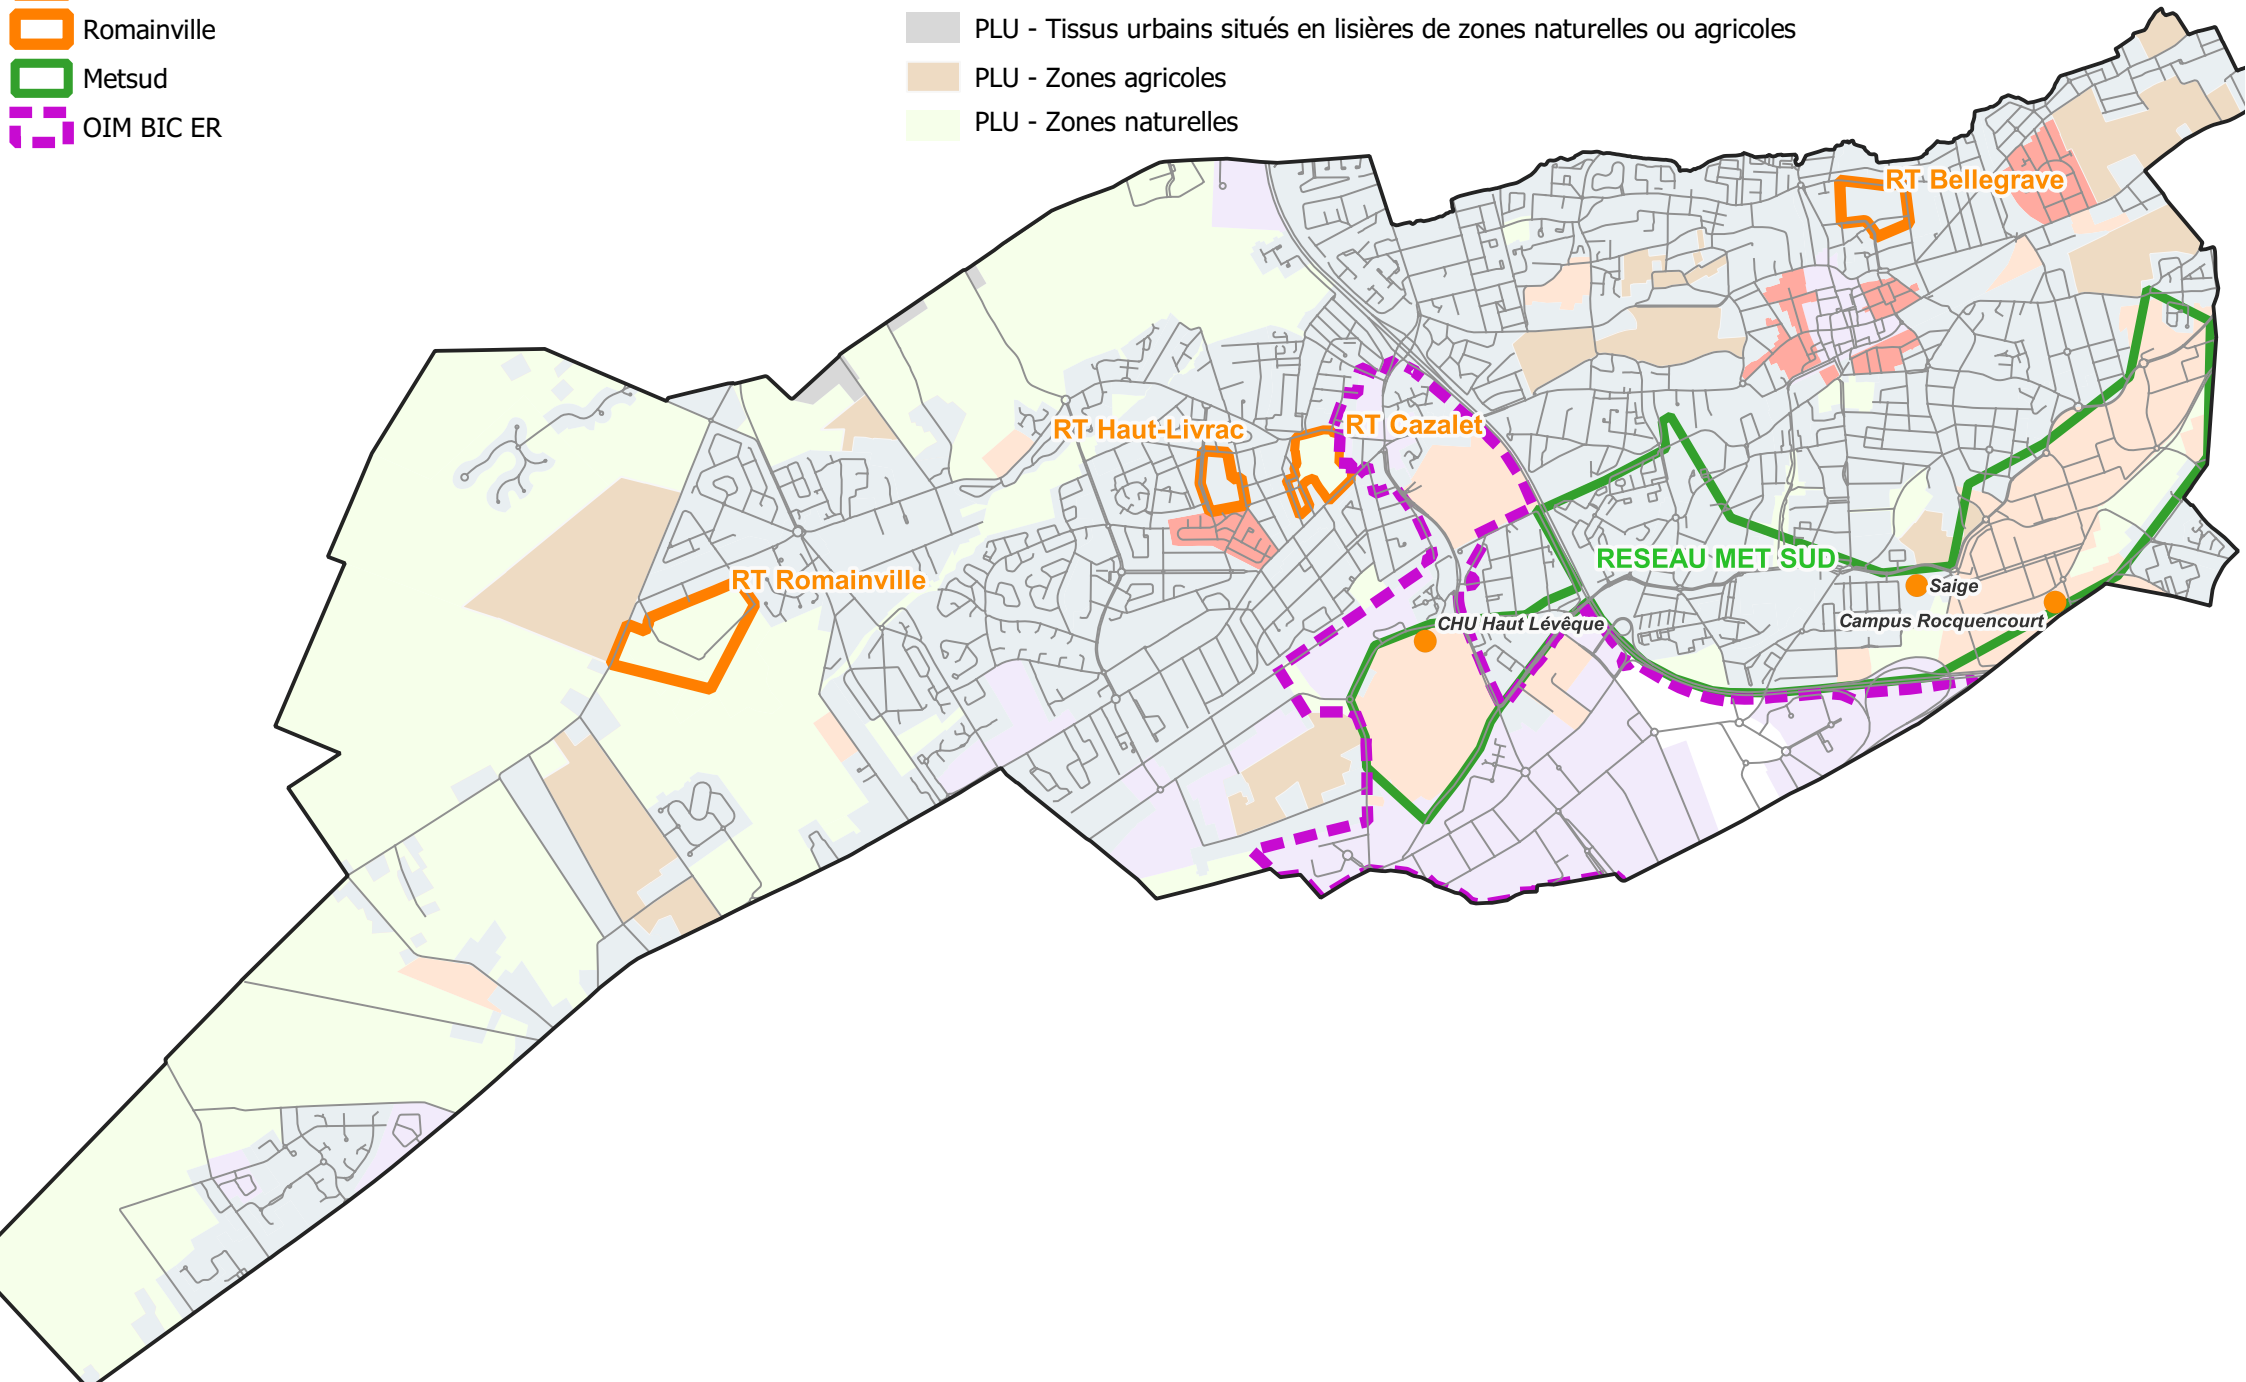 Romainville
Metsud
OIM BIC ER
PLU - Tissus urbains situés en lisières de zones naturelles ou agricoles
PLU - Zones agricoles
PLU - Zones naturelles
RT Bellegrave
RT Haut-Livrac
RT Cazalet
RT Romainville
RESEAU MET SUD
Saige
CHU Haut Lévêque
Campus Rocquencourt